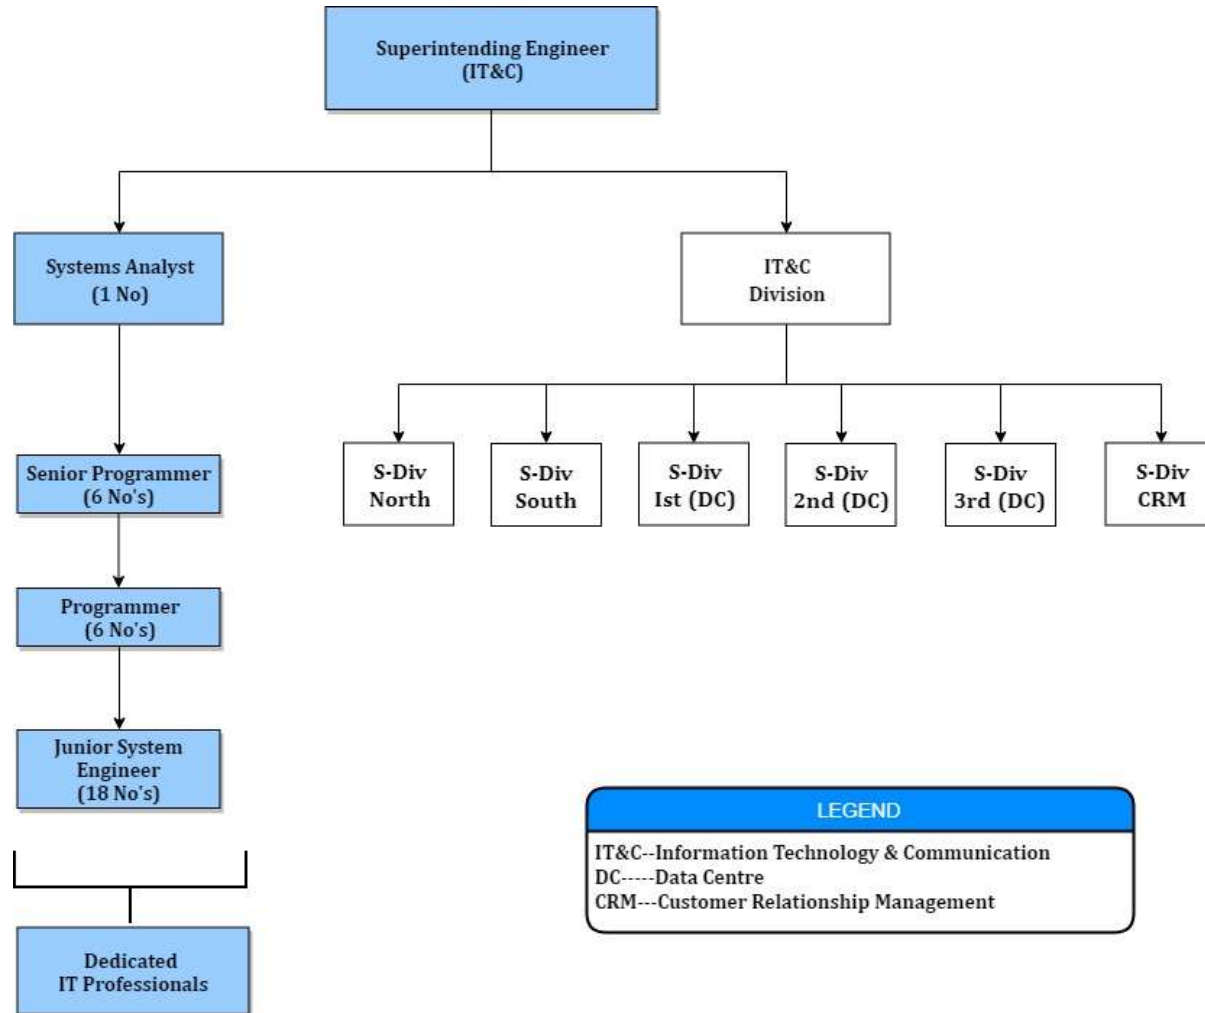 Superintending Engineer
(IT&C)
Systems Analyst
(1 No)
IT&C
Division
Senior Programmer
(6 No's)
S-Div
North
S-Div
South
S-Div
Ist (DC)
S-Div
2nd (DC)
S-Div
3rd (DC)
S-Div
CRM
Programmer
(6 No's)
Junior System
Engineer
(18 No's)
LEGEND
IT&C--Information Technology & Communication
DC-----Data Centre
CRM---Customer Relationship Management
Dedicated
IT Professionals